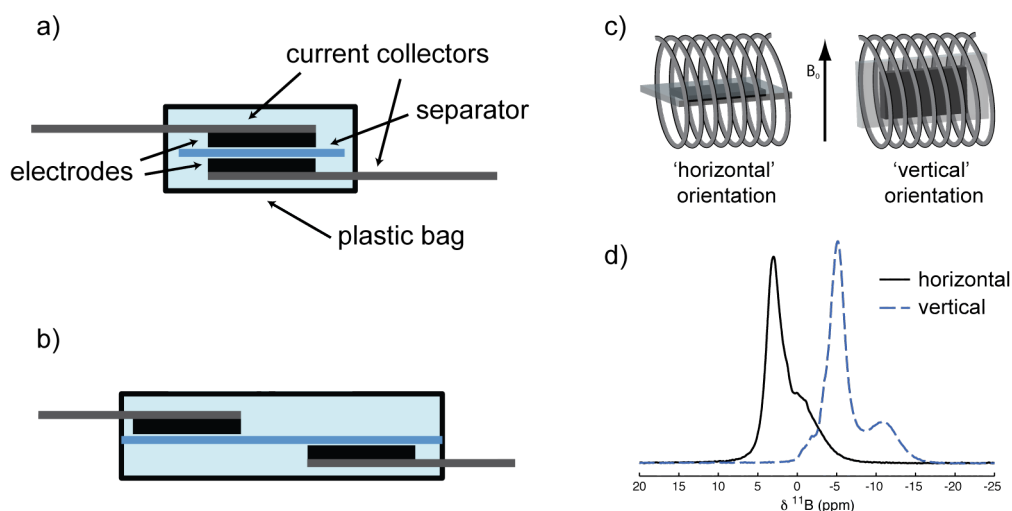 a)
current collectors
separator
electrodes
plastic bag
b)
c)
B₀
'horizontal'
orientation
'vertical'
orientation
d)
horizontal
vertical
20 15 10 5 0 -5 -10 -15 -20 -25
δ ¹¹B (ppm)